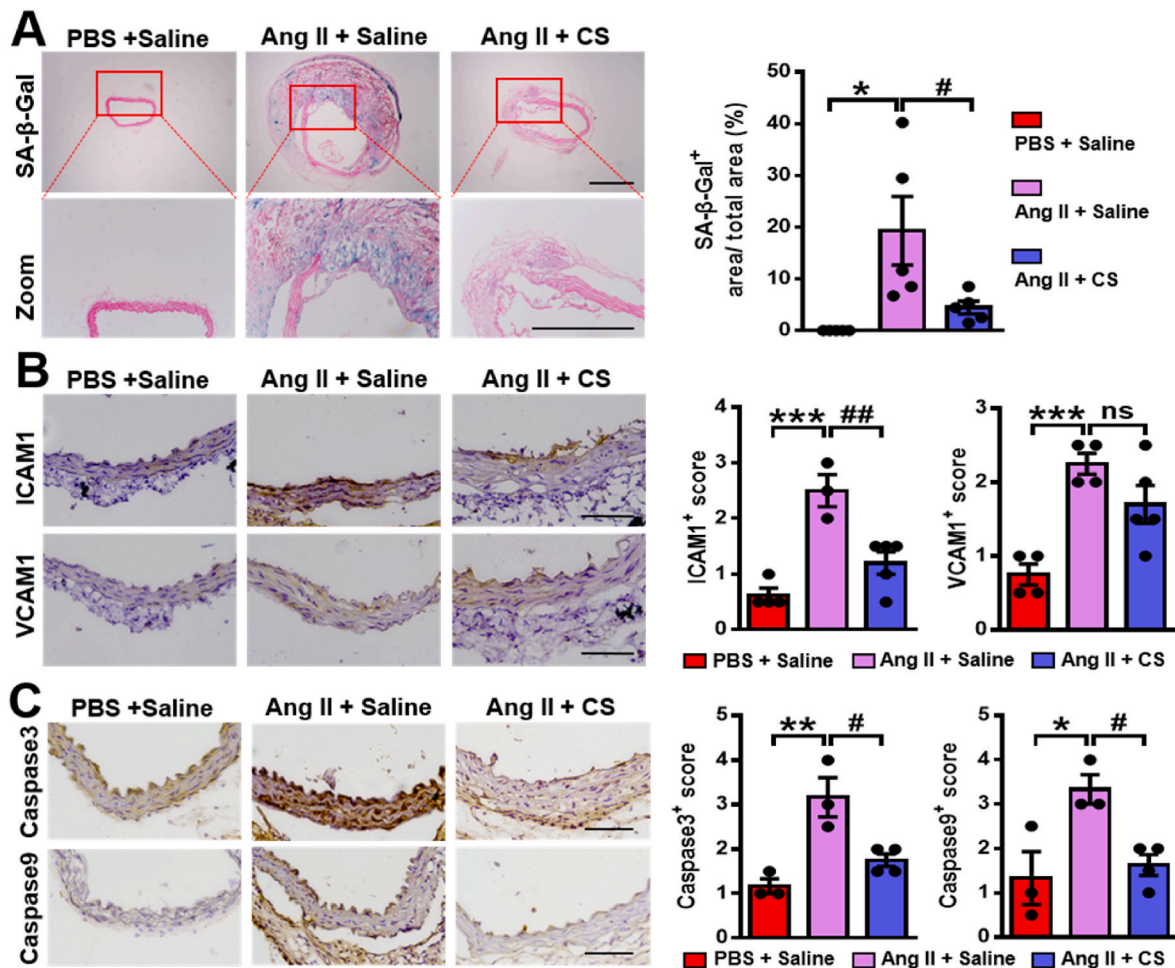 A
PBS +Saline
Ang II + Saline
Ang II + CS
SA-β-Gal
Zoom
SA-β-Gal⁺
area/ total area (%)
50
40
30
20
10
0
*
#
PBS + Saline
Ang II + Saline
Ang II + CS
B
PBS +Saline
Ang II + Saline
Ang II + CS
ICAM1
VCAM1
ICAM1⁺ score
4
3
2
1
0
***
##
VCAM1⁺ score
3
2
1
0
***
ns
PBS + Saline
Ang II + Saline
Ang II + CS
C
PBS +Saline
Ang II + Saline
Ang II + CS
Caspase3
Caspase9
Caspase3⁺ score
5
4
3
2
1
0
**
#
Caspase9⁺ score
5
4
3
2
1
0
*
#
PBS + Saline
Ang II + Saline
Ang II + CS